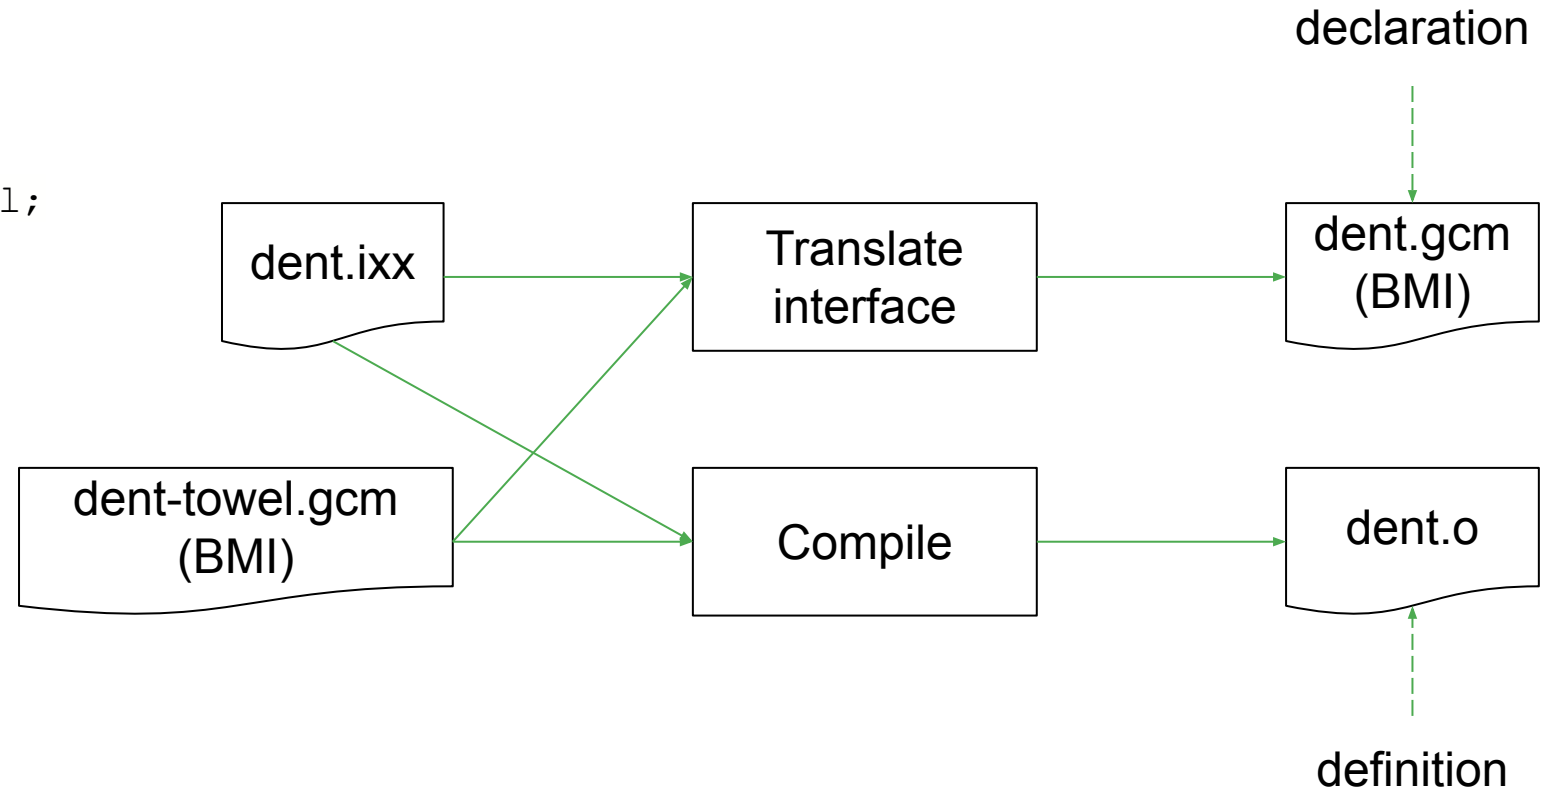 declaration
l;
dent.ixx
Translate
interface
dent.gcm
(BMI)
dent-towel.gcm
(BMI)
Compile
dent.o
definition